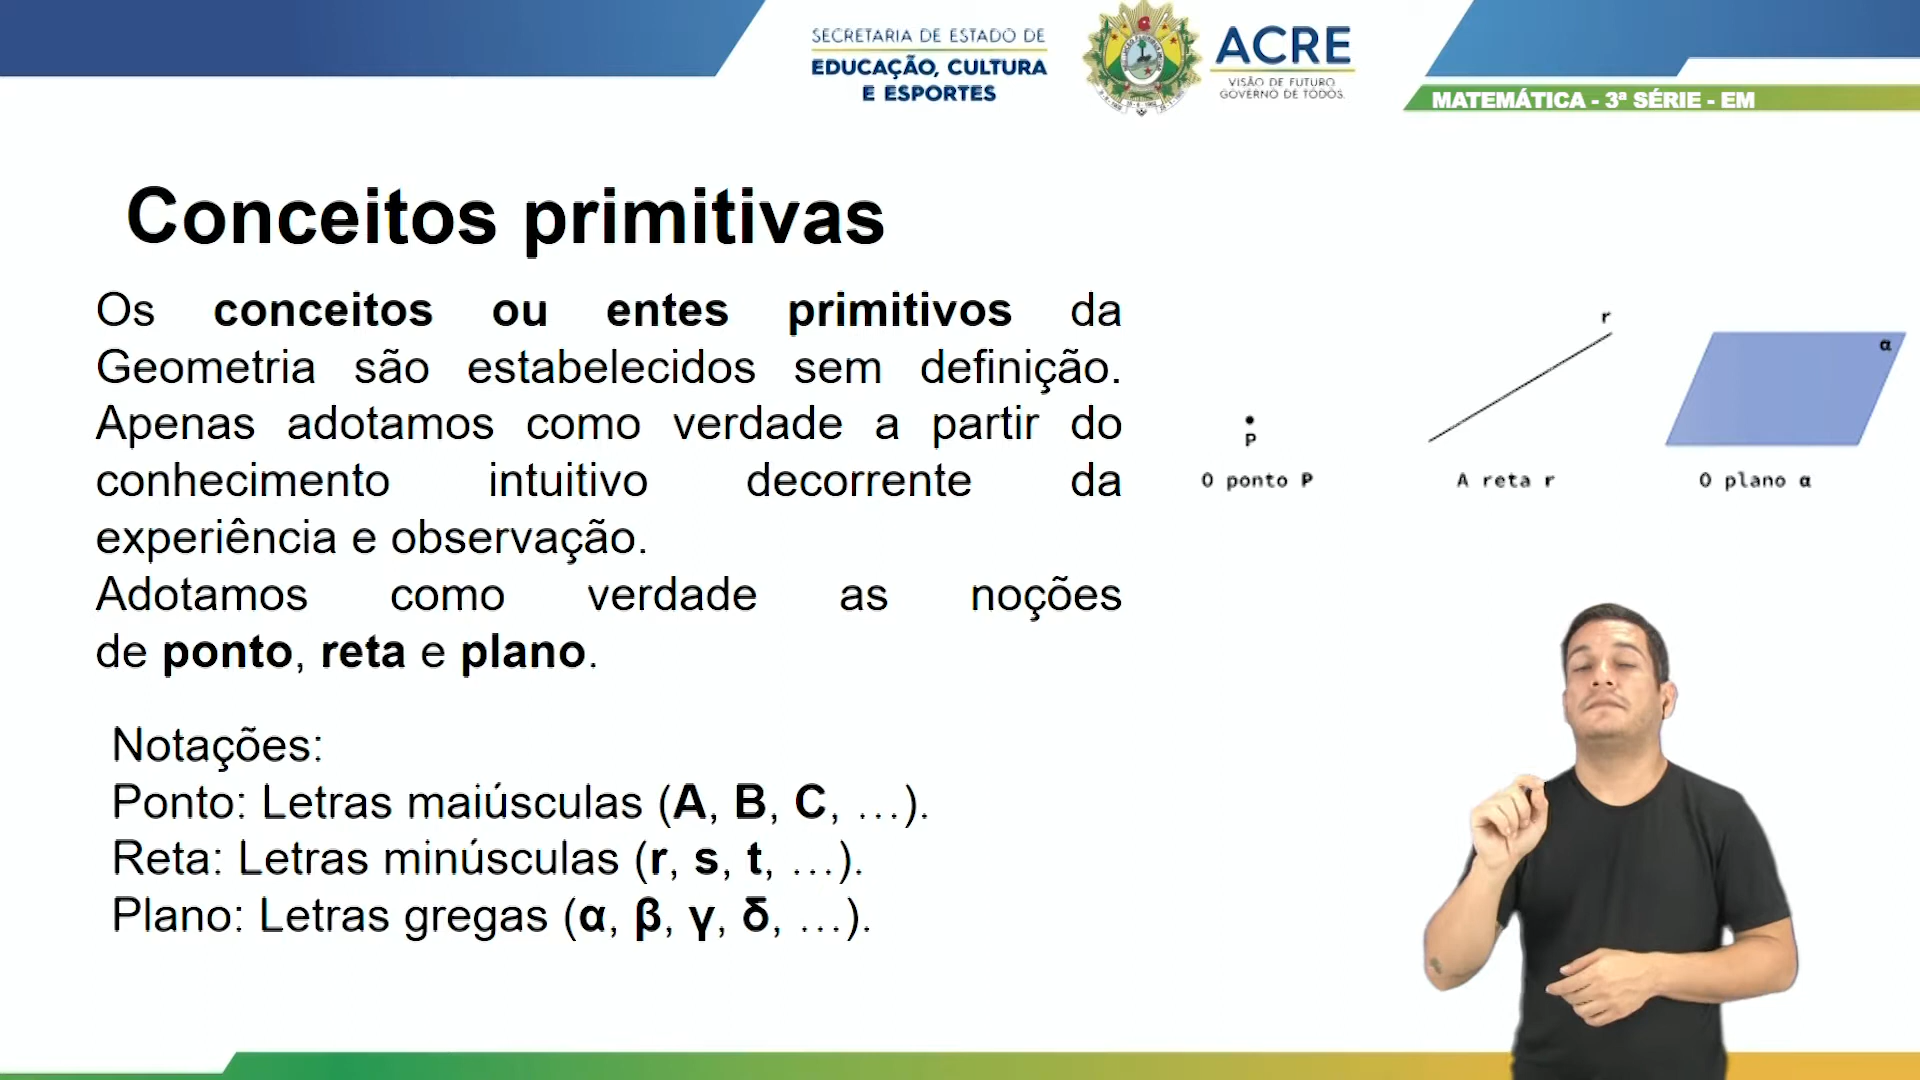 SECRETARIA DE ESTADO DE
EDUCAÇÃO, CULTURA
E ESPORTES
ACRE
VISÃO DE FUTURO
GOVERNO DE TODOS.
MATEMÁTICA - 3ª SÉRIE - EM
Conceitos primitivas
Os conceitos ou entes primitivos da
Geometria são estabelecidos sem definição.
Apenas adotamos como verdade a partir do
conhecimento intuitivo decorrente da
experiência e observação.
Adotamos como verdade as noções
de ponto, reta e plano.
Notações:
Ponto: Letras maiúsculas (A, B, C, …).
Reta: Letras minúsculas (r, s, t, …).
Plano: Letras gregas (α, β, γ, δ, …).
P
O ponto P
r
A reta r
α
O plano α